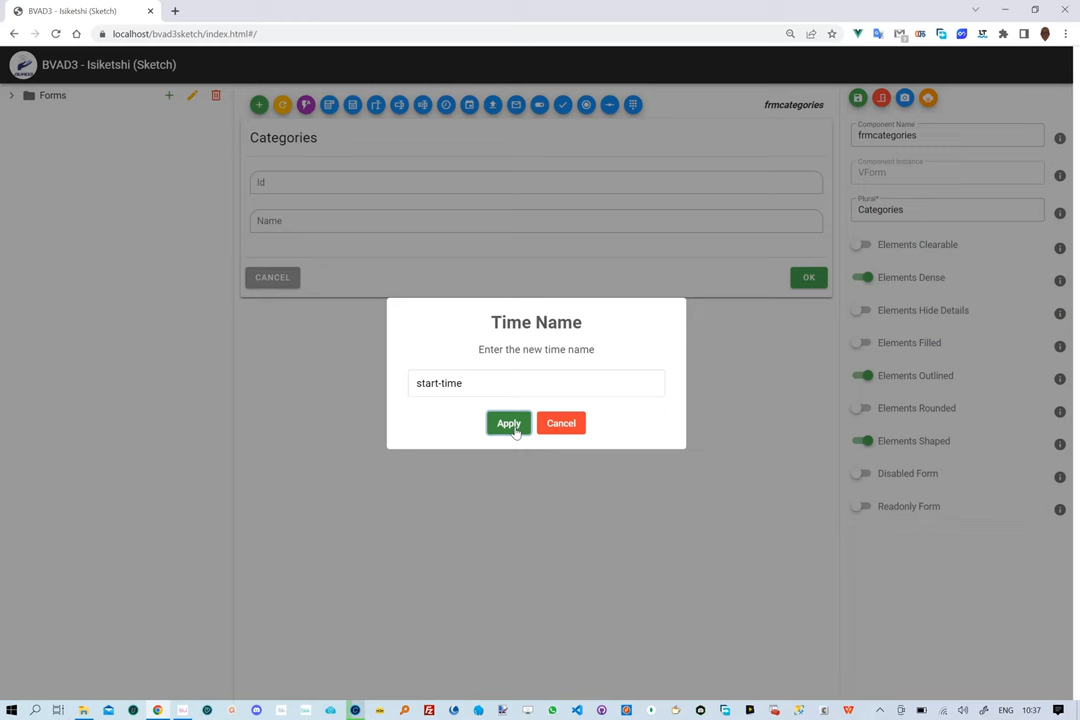 BVAD3 - Isiketshi (Sketch)
localhost/bvad3sketch/index.html#/
BVAD3 - Isiketshi (Sketch)
Forms
frmcategories
Categories
Id
Name
CANCEL
OK
Time Name
Enter the new time name
start-time
Apply
Cancel
Component Name
frmcategories
Component Instance
VForm
Plural*
Categories
Elements Clearable
Elements Dense
Elements Hide Details
Elements Filled
Elements Outlined
Elements Rounded
Elements Shaped
Disabled Form
Readonly Form
ENG
10:37